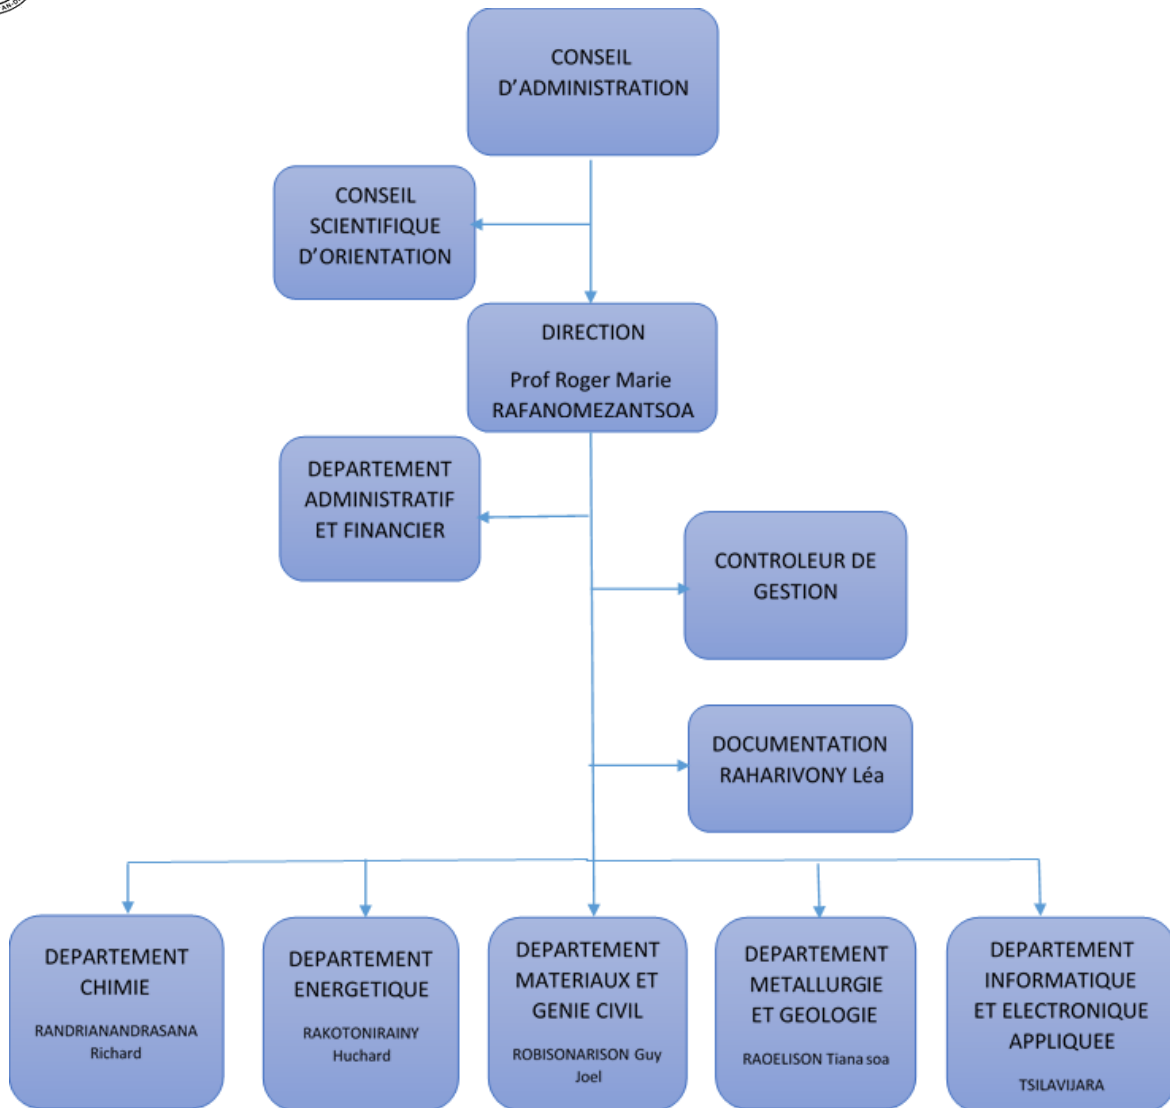 CONSEIL
D'ADMINISTRATION
CONSEIL
SCIENTIFIQUE
D'ORIENTATION
DIRECTION
Prof Roger Marie
RAFANOMEZANTSOA
DEPARTEMENT
ADMINISTRATIF
ET FINANCIER
CONTROLEUR DE
GESTION
DOCUMENTATION
RAHARIVONY Léa
DEPARTEMENT
CHIMIE
RANDRIANANDRASANA
Richard
DEPARTEMENT
ENERGETIQUE
RAKOTONIRAINY
Huchard
DEPARTEMENT
MATERIAUX ET
GENIE CIVIL
ROBISONARISON Guy
Joel
DEPARTEMENT
METALLURGIE
ET GEOLOGIE
RAOELISON Tiana soa
DEPARTEMENT
INFORMATIQUE
ET ELECTRONIQUE
APPLIQUEE
TSILAVIJARA